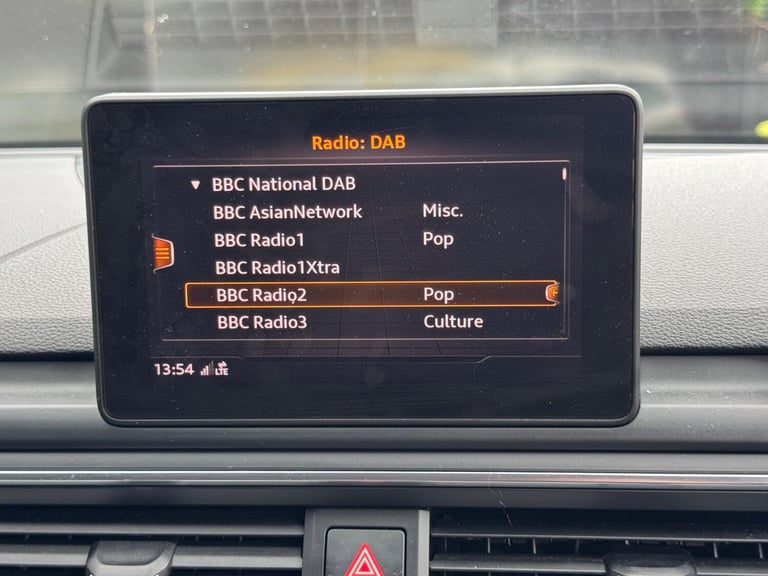 Radio: DAB
BBC National DAB
BBC AsianNetwork Misc.
BBC Radio1 Pop
BBC Radio1Xtra
BBC Radio2 Pop
BBC Radio3 Culture
13:54 LTE